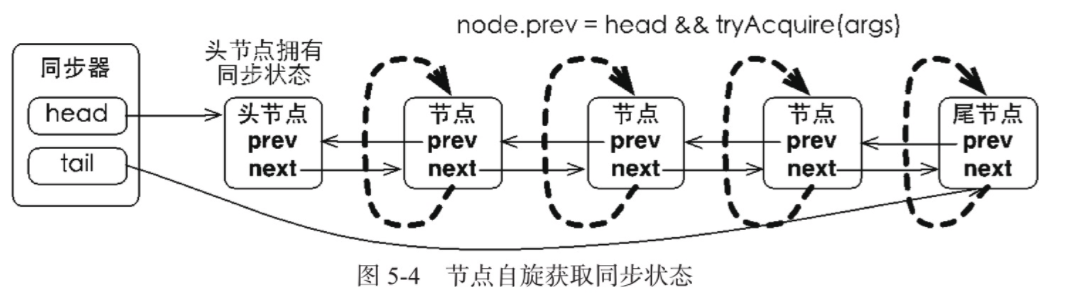 node.prev = head && tryAcquire(args)
同步器
head
tail
头节点拥有
同步状态
头节点
prev
next
节点
prev
next
节点
prev
next
节点
prev
next
尾节点
prev
next
图 5-4 节点自旋获取同步状态